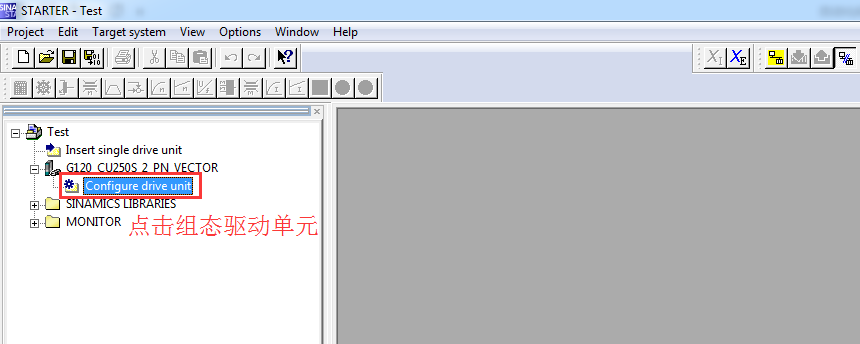 STARTER - Test
Project Edit Target system View Options Window Help
Test
Insert single drive unit
G120_CU250S_2_PN_VECTOR
Configure drive unit
SINAMICS LIBRARIES
MONITOR
点击组态驱动单元